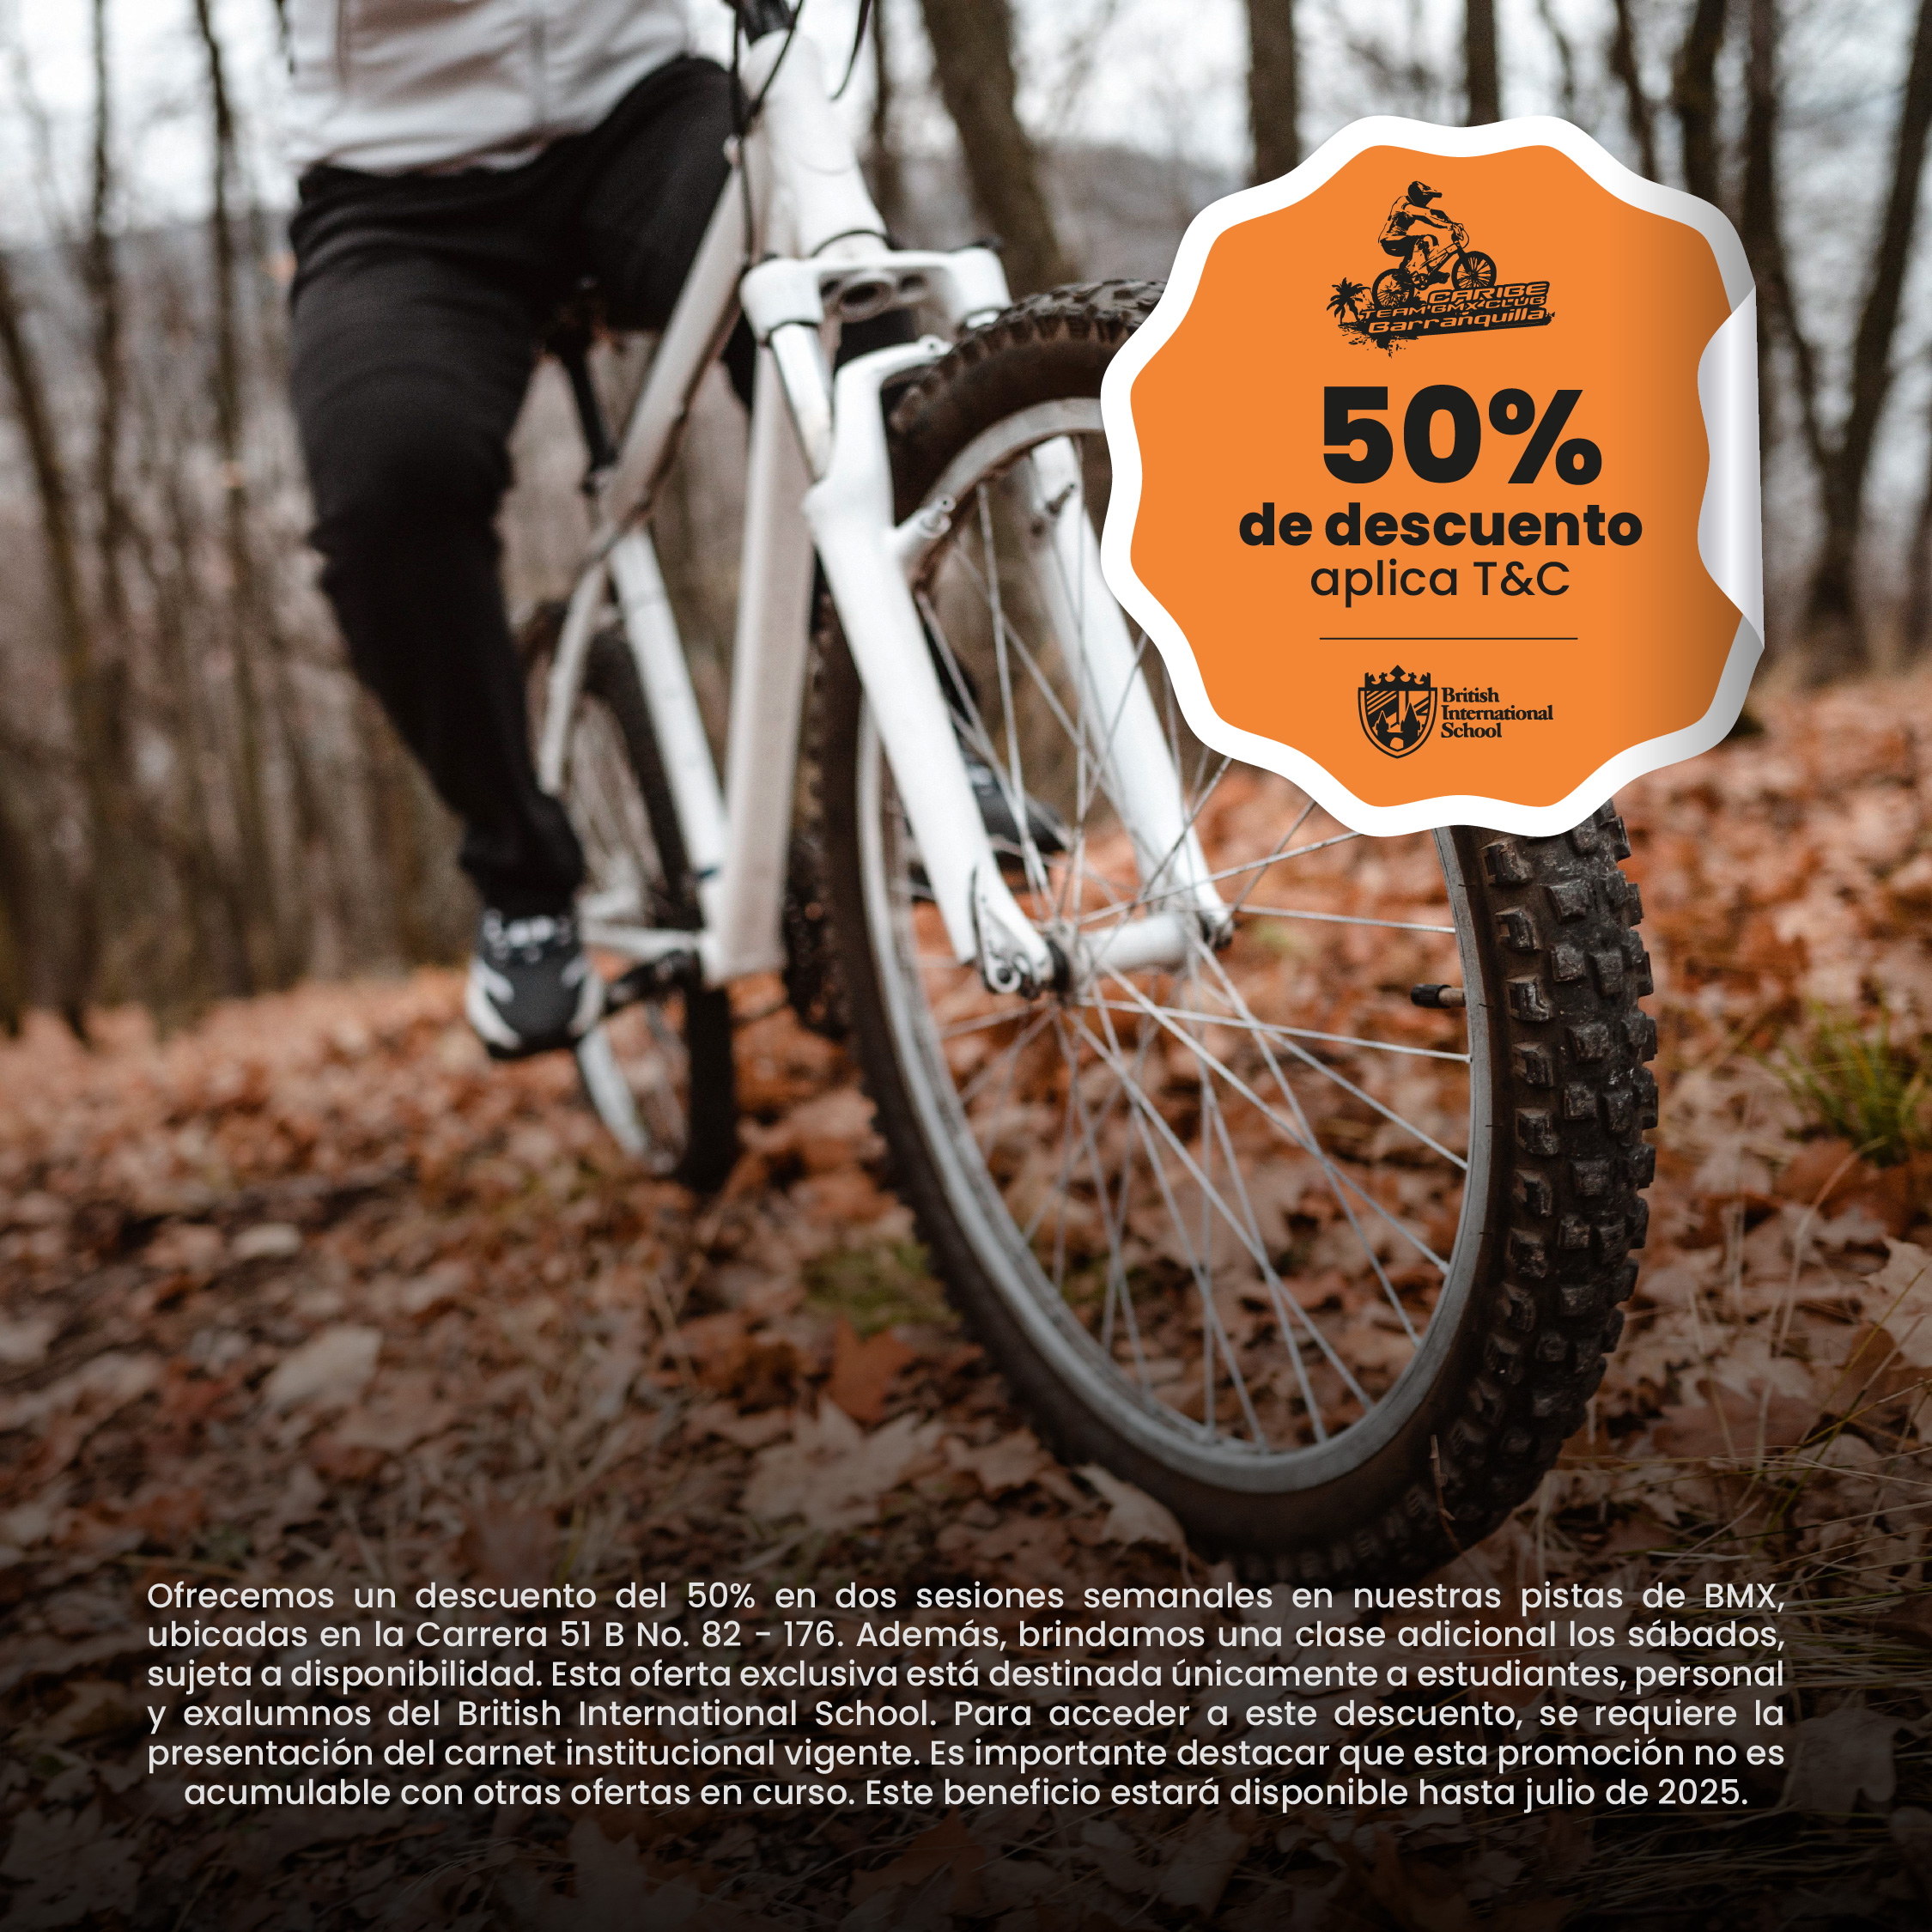 CARIBE
TEAM BMX CLUB
Barranquilla
50%
de descuento
aplica T&C
British
International
School
Ofrecemos un descuento del 50% en dos sesiones semanales en nuestras pistas de BMX,
ubicadas en la Carrera 51 B No. 82 - 176. Además, brindamos una clase adicional los sábados,
sujeta a disponibilidad. Esta oferta exclusiva está destinada únicamente a estudiantes, personal
y exalumnos del British International School. Para acceder a este descuento, se requiere la
presentación del carnet institucional vigente. Es importante destacar que esta promoción no es
acumulable con otras ofertas en curso. Este beneficio estará disponible hasta julio de 2025.